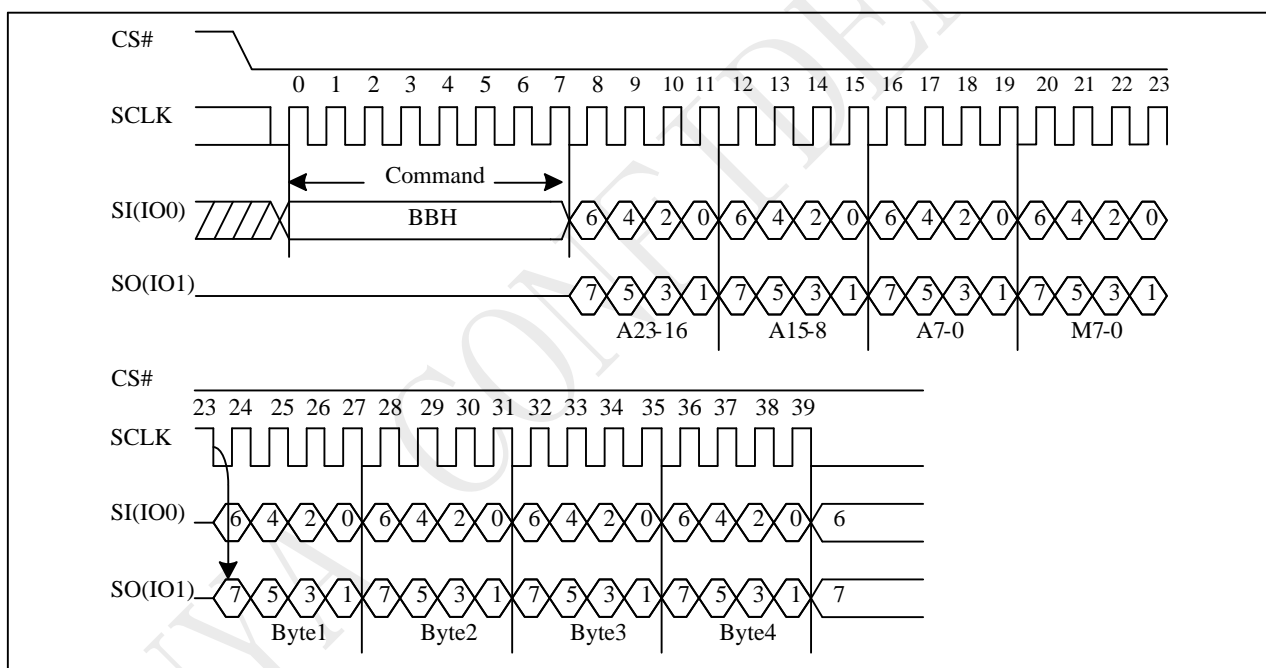 CS#
0 1 2 3 4 5 6 7 8 9 10 11 12 13 14 15 16 17 18 19 20 21 22 23
SCLK
Command
SI(IO0) BBH 6 4 2 0 6 4 2 0 6 4 2 0 6 4 2 0
SO(IO1) 7 5 3 1 7 5 3 1 7 5 3 1 7 5 3 1
A23-16 A15-8 A7-0 M7-0
CS#
23 24 25 26 27 28 29 30 31 32 33 34 35 36 37 38 39
SCLK
SI(IO0) 6 4 2 0 6 4 2 0 6 4 2 0 6 4 2 0 6
SO(IO1) 7 5 3 1 7 5 3 1 7 5 3 1 7 5 3 1 7
Byte1 Byte2 Byte3 Byte4